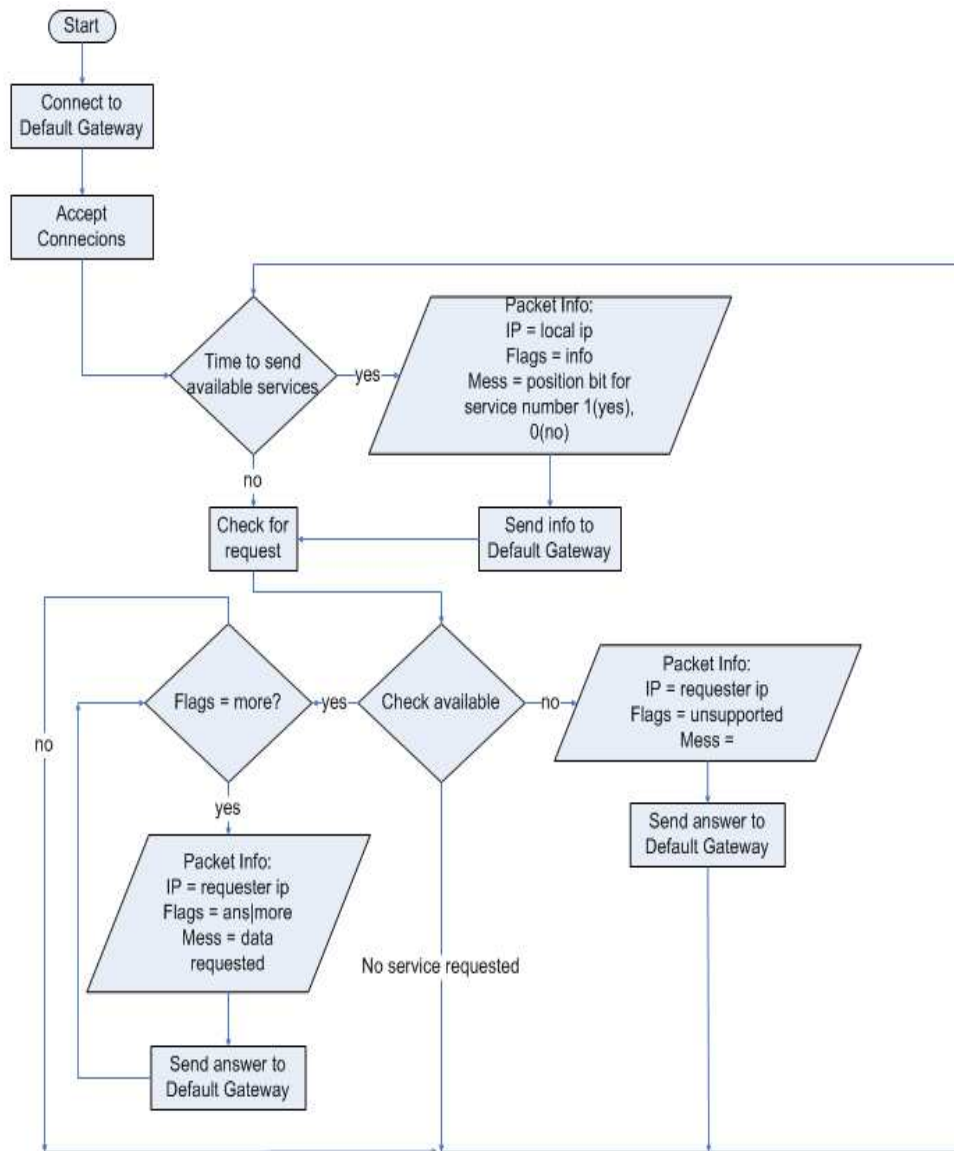 Start
Connect to
Default Gateway
Accept
Connecions
Time to send
available services
yes
Packet Info:
IP = local ip
Flags = info
Mess = position bit for
service number 1(yes),
0(no)
no
Check for
request
Send info to
Default Gateway
Flags = more?
yes
Check available
no
Packet Info:
IP = requester ip
Flags = unsupported
Mess =
no
yes
Send answer to
Default Gateway
Packet Info:
IP = requester ip
Flags = ans|more
Mess = data
requested
No service requested
Send answer to
Default Gateway